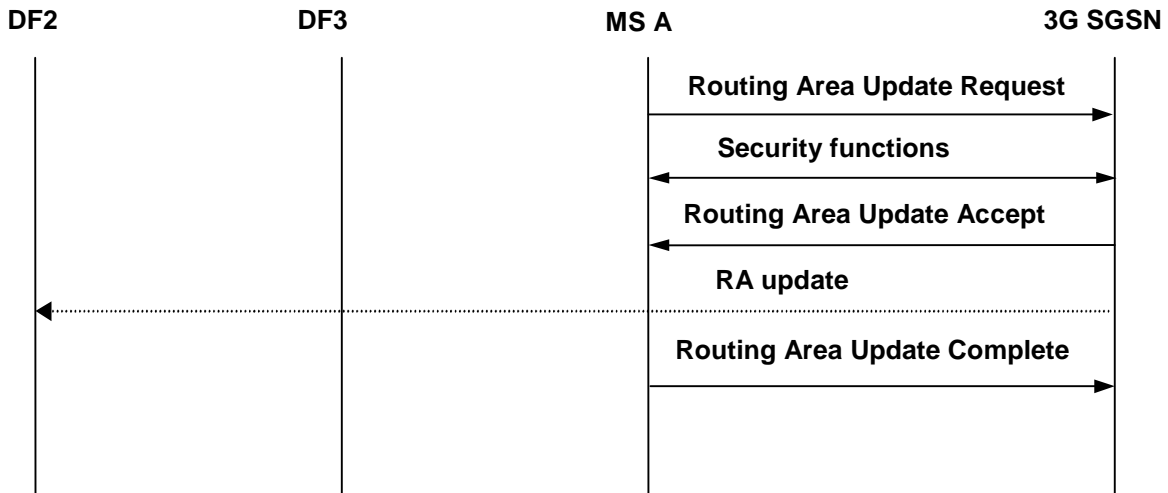 DF2
DF3
MS A
3G SGSN
Routing Area Update Request
Security functions
Routing Area Update Accept
RA update
Routing Area Update Complete